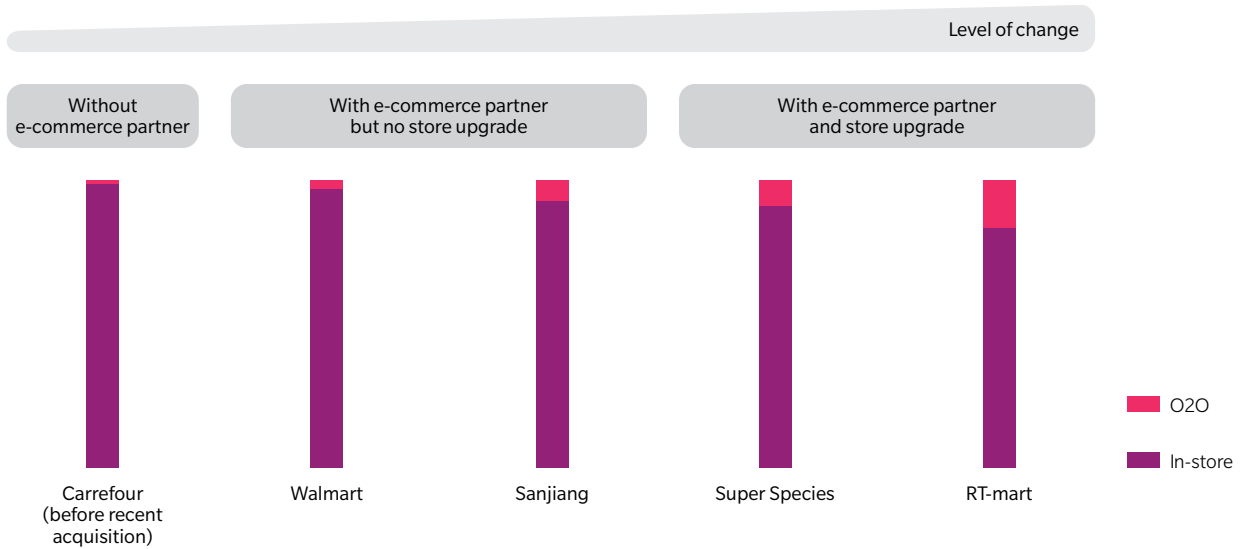 Level of change
Without
e-commerce partner
With e-commerce partner
but no store upgrade
With e-commerce partner
and store upgrade
O2O
In-store
Carrefour
(before recent
acquisition)
Walmart
Sanjiang
Super Species
RT-mart